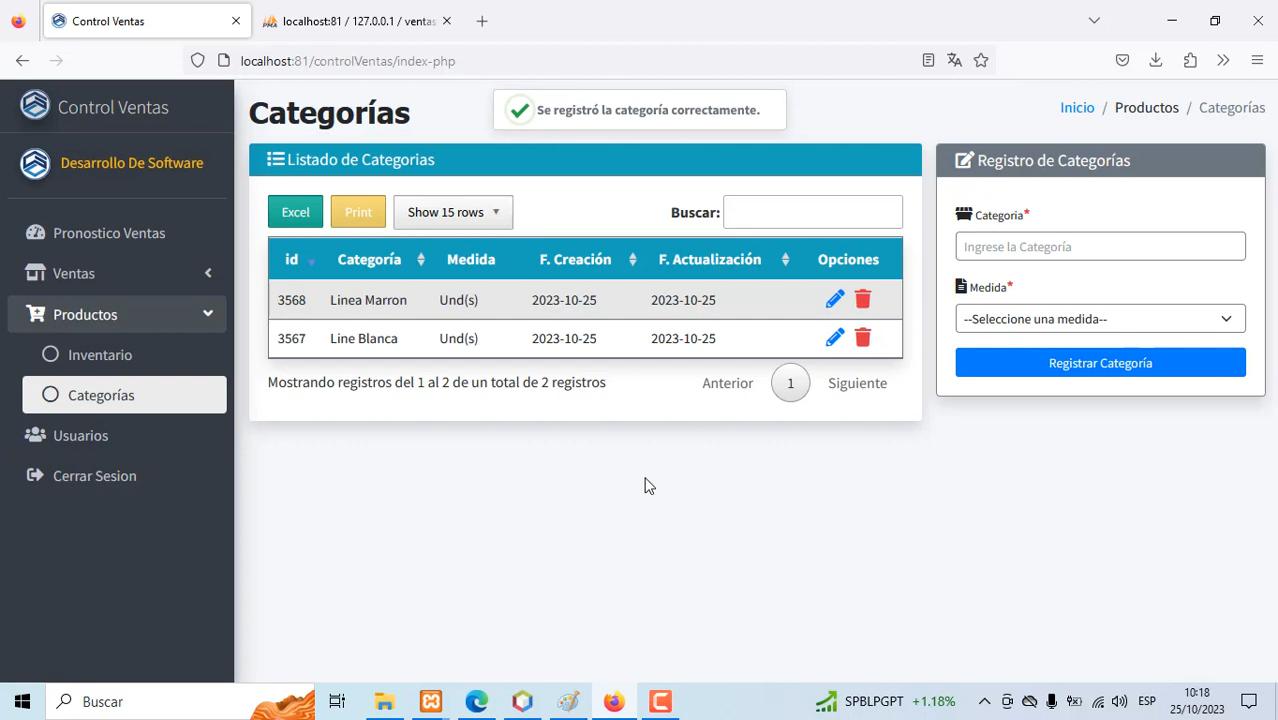 Control Ventas
localhost:81 / 127.0.0.1 / ventas
localhost:81/controlVentas/index-php
Control Ventas
Desarrollo De Software
Pronostico Ventas
Ventas
Productos
Inventario
Categorías
Usuarios
Cerrar Sesion
Categorías
Se registró la categoría correctamente.
Inicio / Productos / Categorías
Listado de Categorias
Excel
Print
Show 15 rows
Buscar:
id Categoría Medida F. Creación F. Actualización Opciones
3568 Linea Marron Und(s) 2023-10-25 2023-10-25
3567 Line Blanca Und(s) 2023-10-25 2023-10-25
Mostrando registros del 1 al 2 de un total de 2 registros
Anterior 1 Siguiente
Registro de Categorías
Categoria*
Ingrese la Categoría
Medida*
--Seleccione una medida--
Registrar Categoría
Buscar
SPBLPGPT +1.18%
ESP
10:18
25/10/2023